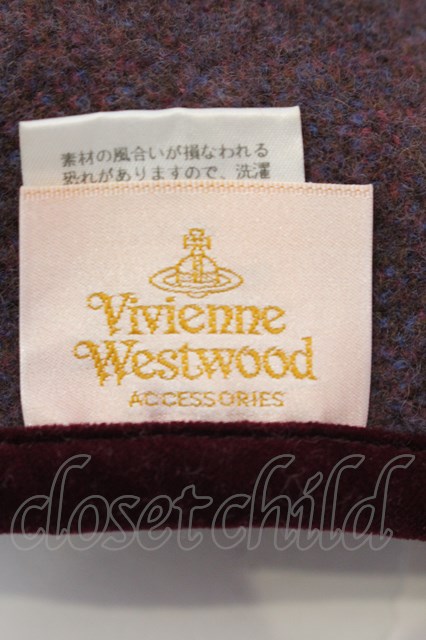 素材の風合いが損なわれる
恐れがありますので、洗濯
Vivienne
Westwood
ACCESSORIES
closetchild